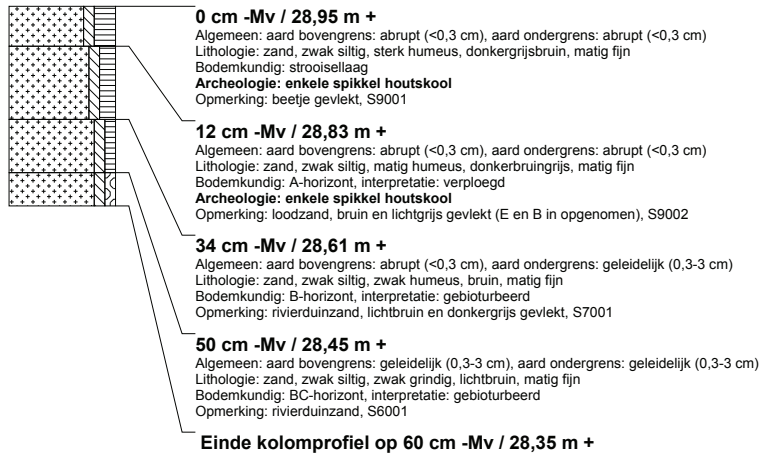 0 cm -Mv / 28,95 m +
Algemeen: aard bovengrens: abrupt (<0,3 cm), aard ondergrens: abrupt (<0,3 cm)
Lithologie: zand, zwak siltig, sterk humeus, donkergrijsbruin, matig fijn
Bodemkundig: strooisellaag
Archeologie: enkele spikkel houtskool
Opmerking: beetje gevlekt, S9001
12 cm -Mv / 28,83 m +
Algemeen: aard bovengrens: abrupt (<0,3 cm), aard ondergrens: abrupt (<0,3 cm)
Lithologie: zand, zwak siltig, matig humeus, donkerbruingrijs, matig fijn
Bodemkundig: A-horizont, interpretatie: verploegd
Archeologie: enkele spikkel houtskool
Opmerking: loodzand, bruin en lichtgrijs gevlekt (E en B in opgenomen), S9002
34 cm -Mv / 28,61 m +
Algemeen: aard bovengrens: abrupt (<0,3 cm), aard ondergrens: geleidelijk (0,3-3 cm)
Lithologie: zand, zwak siltig, zwak humeus, bruin, matig fijn
Bodemkundig: B-horizont, interpretatie: gebioturbeerd
Opmerking: rivierduinzand, lichtbruin en donkergrijs gevlekt, S7001
50 cm -Mv / 28,45 m +
Algemeen: aard bovengrens: geleidelijk (0,3-3 cm), aard ondergrens: geleidelijk (0,3-3 cm)
Lithologie: zand, zwak siltig, zwak grindig, lichtbruin, matig fijn
Bodemkundig: BC-horizont, interpretatie: gebioturbeerd
Opmerking: rivierduinzand, S6001
Einde kolomprofiel op 60 cm -Mv / 28,35 m +